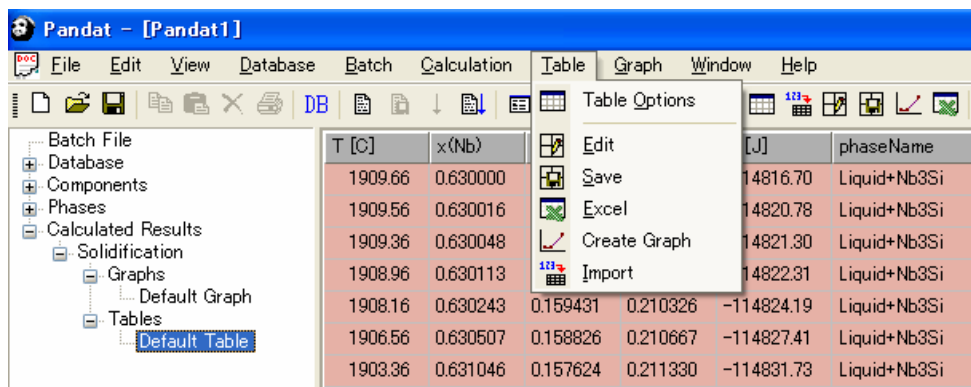 Pandat - [Pandat1]
File Edit View Database Batch Calculation Table Graph Window Help
DB
Table Options
Edit
Save
Excel
Create Graph
Import
Batch File
Database
Components
Phases
Calculated Results
Solidification
Graphs
Default Graph
Tables
Default Table
T [C] x(Nb) [J] phaseName
1909.66 0.630000 14816.70 Liquid+Nb3Si
1909.56 0.630016 14820.78 Liquid+Nb3Si
1909.36 0.630048 14821.30 Liquid+Nb3Si
1908.96 0.630113 14822.31 Liquid+Nb3Si
1908.16 0.630243 0.159431 0.210326 -114824.19 Liquid+Nb3Si
1906.56 0.630507 0.158826 0.210667 -114827.41 Liquid+Nb3Si
1903.36 0.631046 0.157624 0.211330 -114831.73 Liquid+Nb3Si